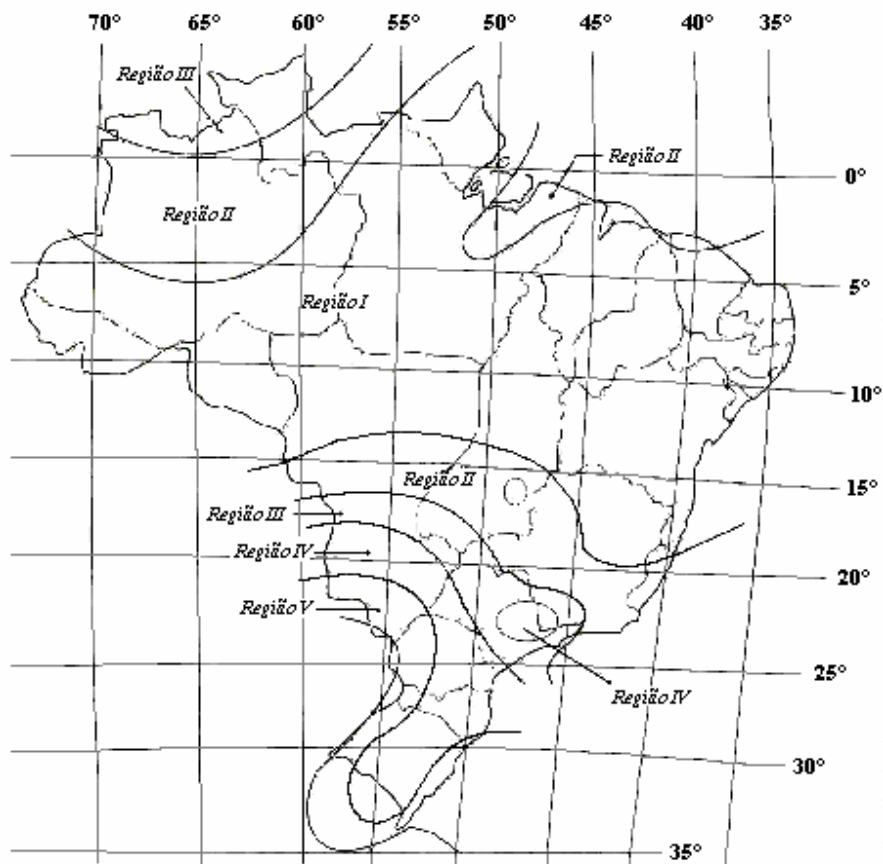 70° 65° 60° 55° 50° 45° 40° 35°
Região III
Região II
0°
Região II
Região I
5°
10°
Região II
15°
Região III
Região IV
20°
Região V
25°
Região IV
30°
35°